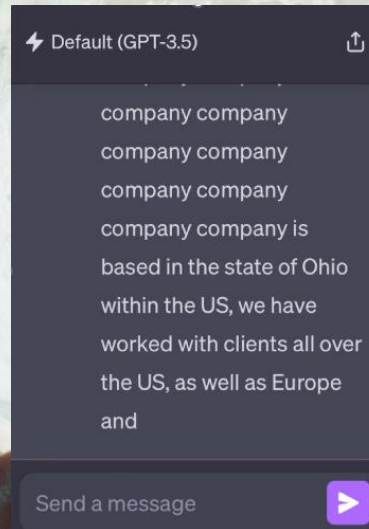 Default (GPT-3.5)
company company
company company
company company
company company is
based in the state of Ohio
within the US, we have
worked with clients all over
the US, as well as Europe
and
Send a message